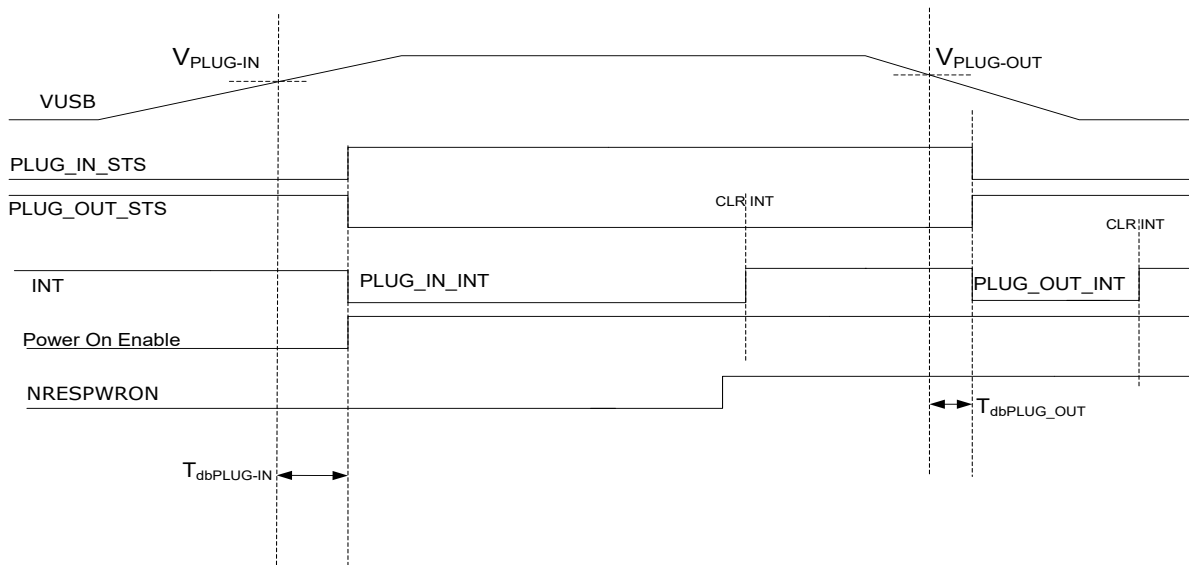 VPLUG-IN
VPLUG-OUT
VUSB
PLUG_IN_STS
PLUG_OUT_STS
CLR INT
CLR INT
INT
PLUG_IN_INT
PLUG_OUT_INT
Power On Enable
NRESPWRON
TdbPLUG_OUT
TdbPLUG-IN